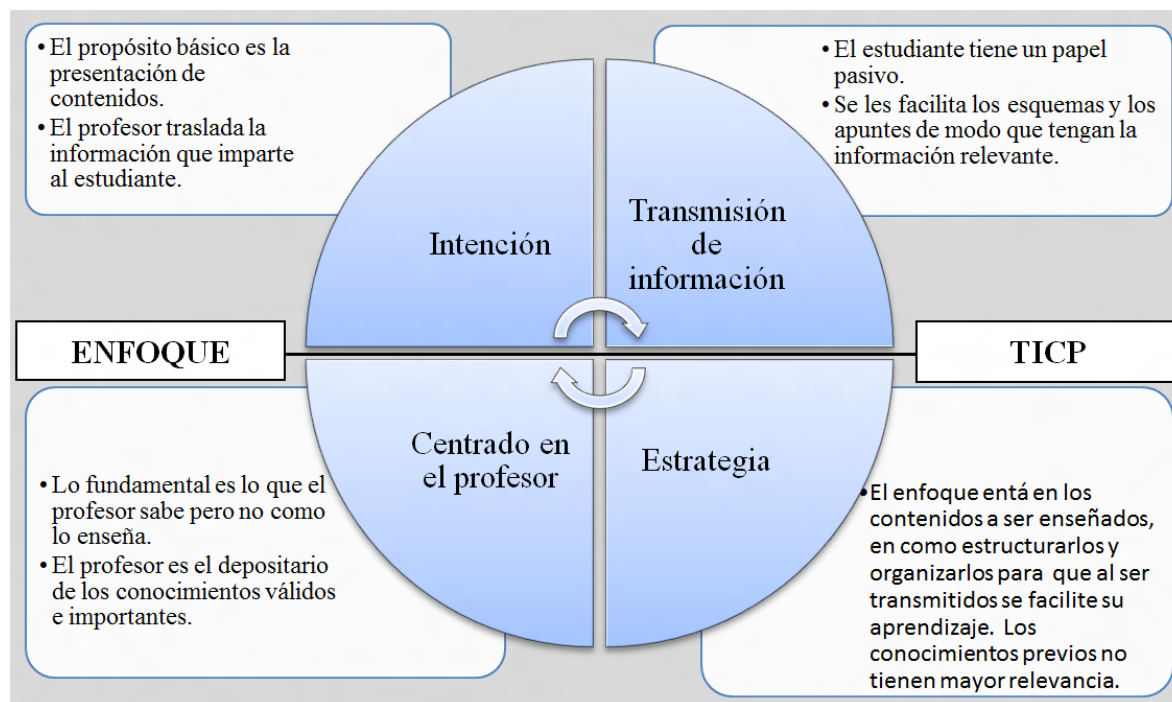 • El propósito básico es la
presentación de
contenidos.
• El profesor traslada la
información que imparte
al estudiante.
• El estudiante tiene un papel
pasivo.
• Se les facilita los esquemas y los
apuntes de modo que tengan la
información relevante.
Intención
Transmisión
de
información
ENFOQUE
TICP
Centrado en
el profesor
Estrategia
• Lo fundamental es lo que el
profesor sabe pero no como
lo enseña.
• El profesor es el depositario
de los conocimientos válidos
e importantes.
• El enfoque entá en los
contenidos a ser enseñados,
en como estructurarlos y
organizarlos para que al ser
transmitidos se facilite su
aprendizaje. Los
conocimientos previos no
tienen mayor relevancia.